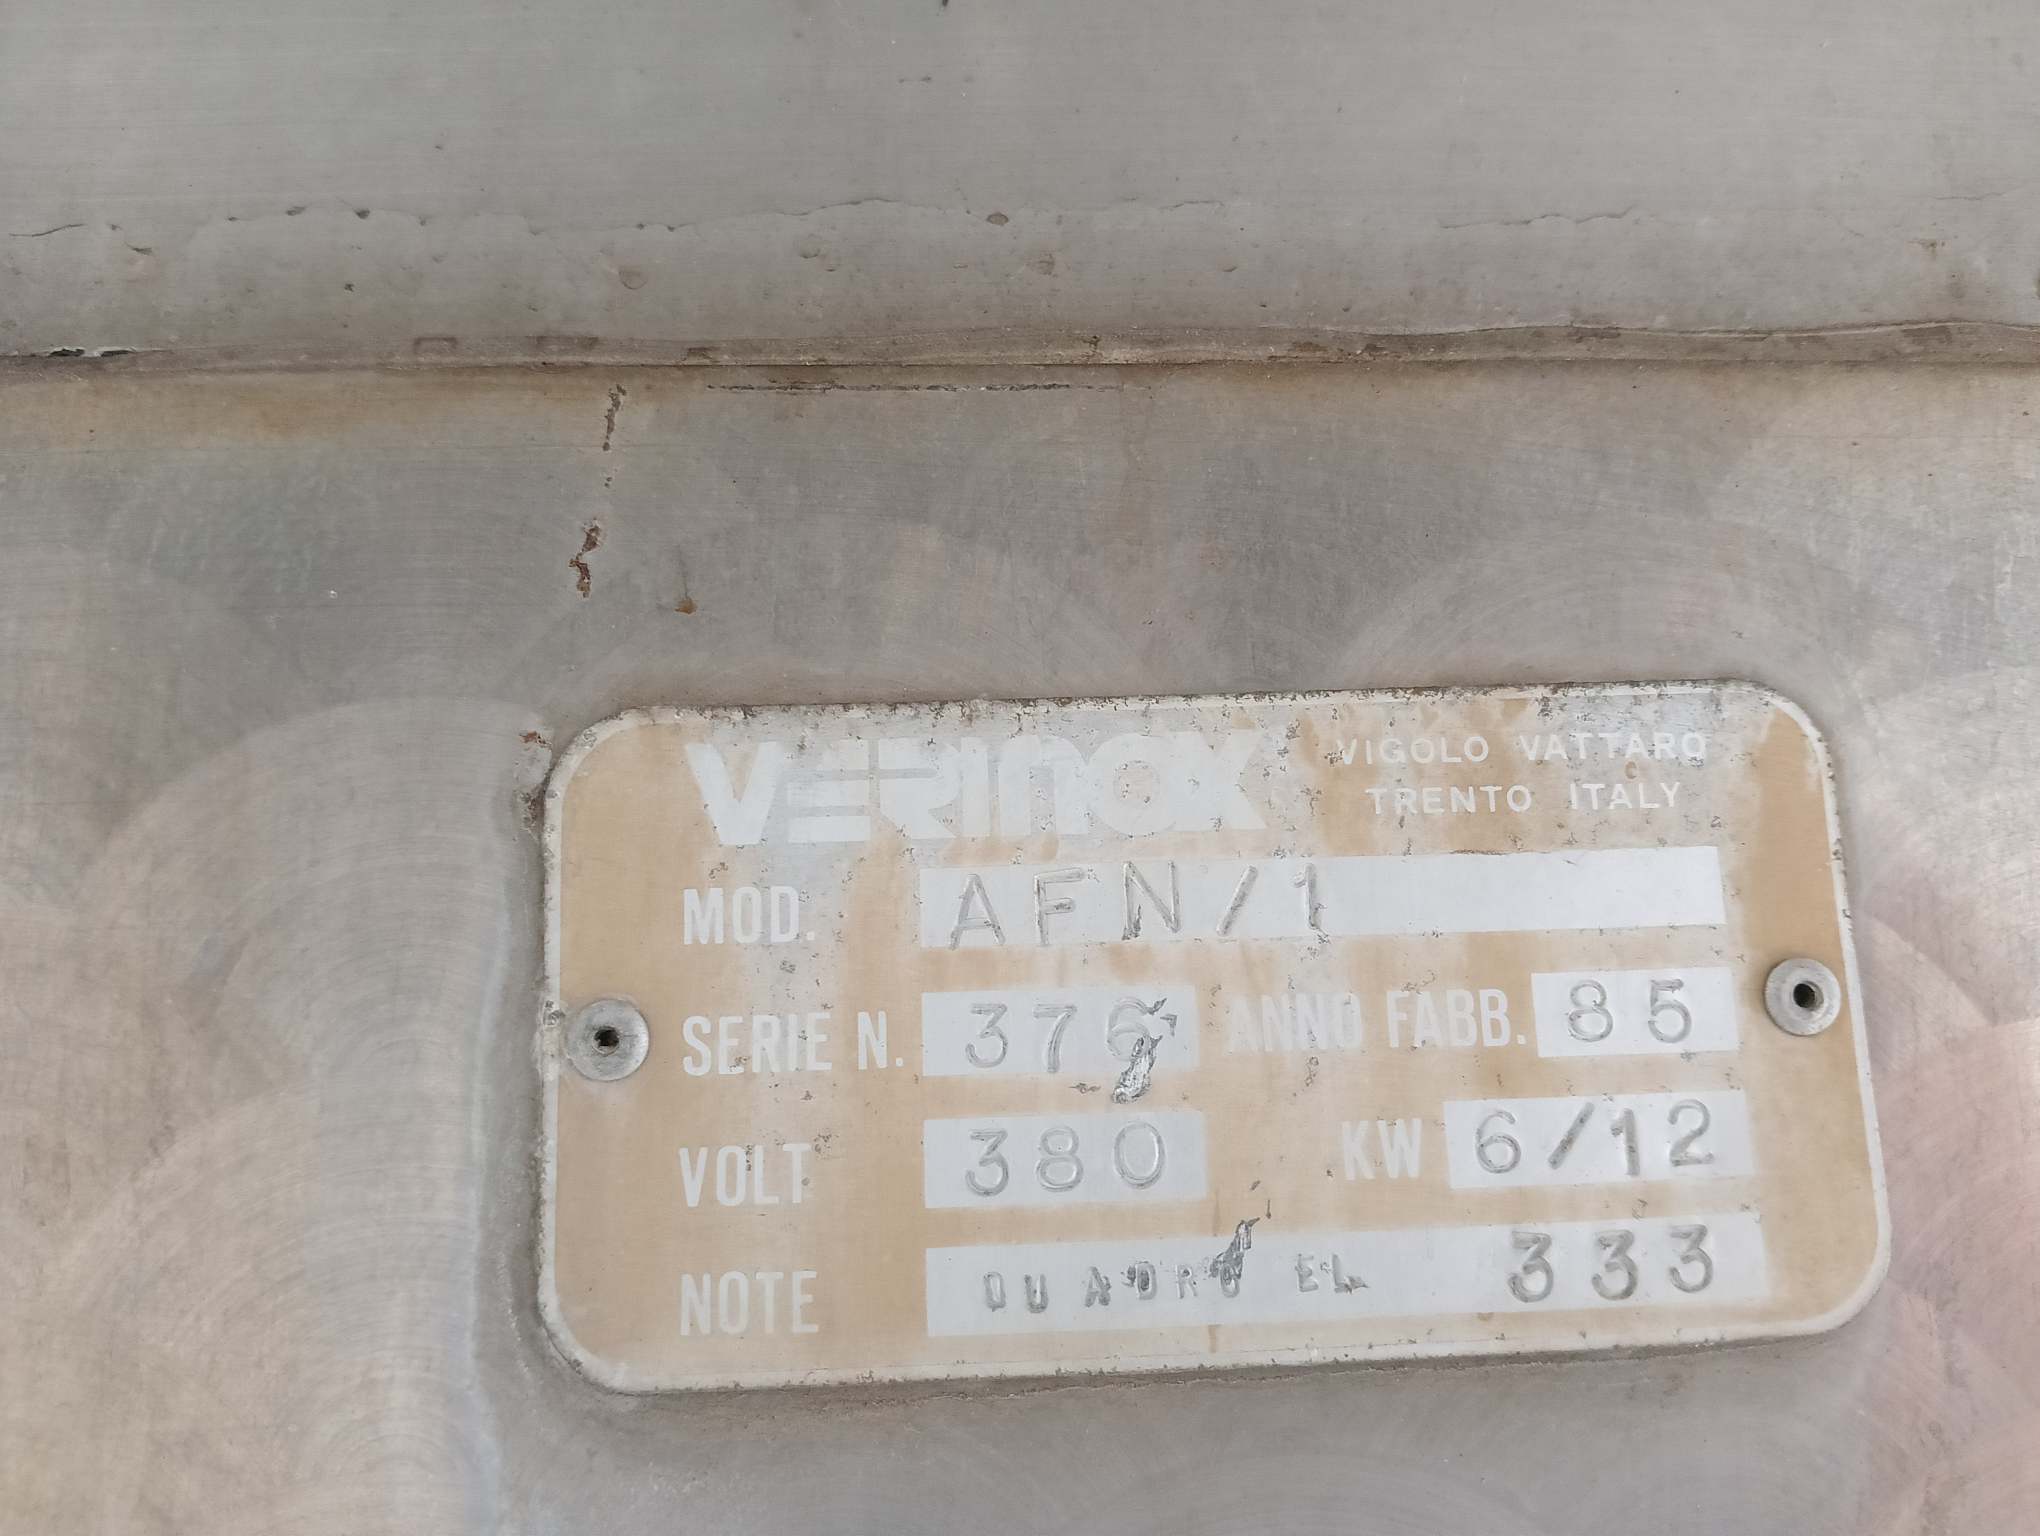 VERINOX VIGOLO VATTARO
TRENTO ITALY
MOD. AFN/1
SERIE N. 376 ANNO FABB. 85
VOLT 380 KW 6/12
NOTE QUADRO EL 333